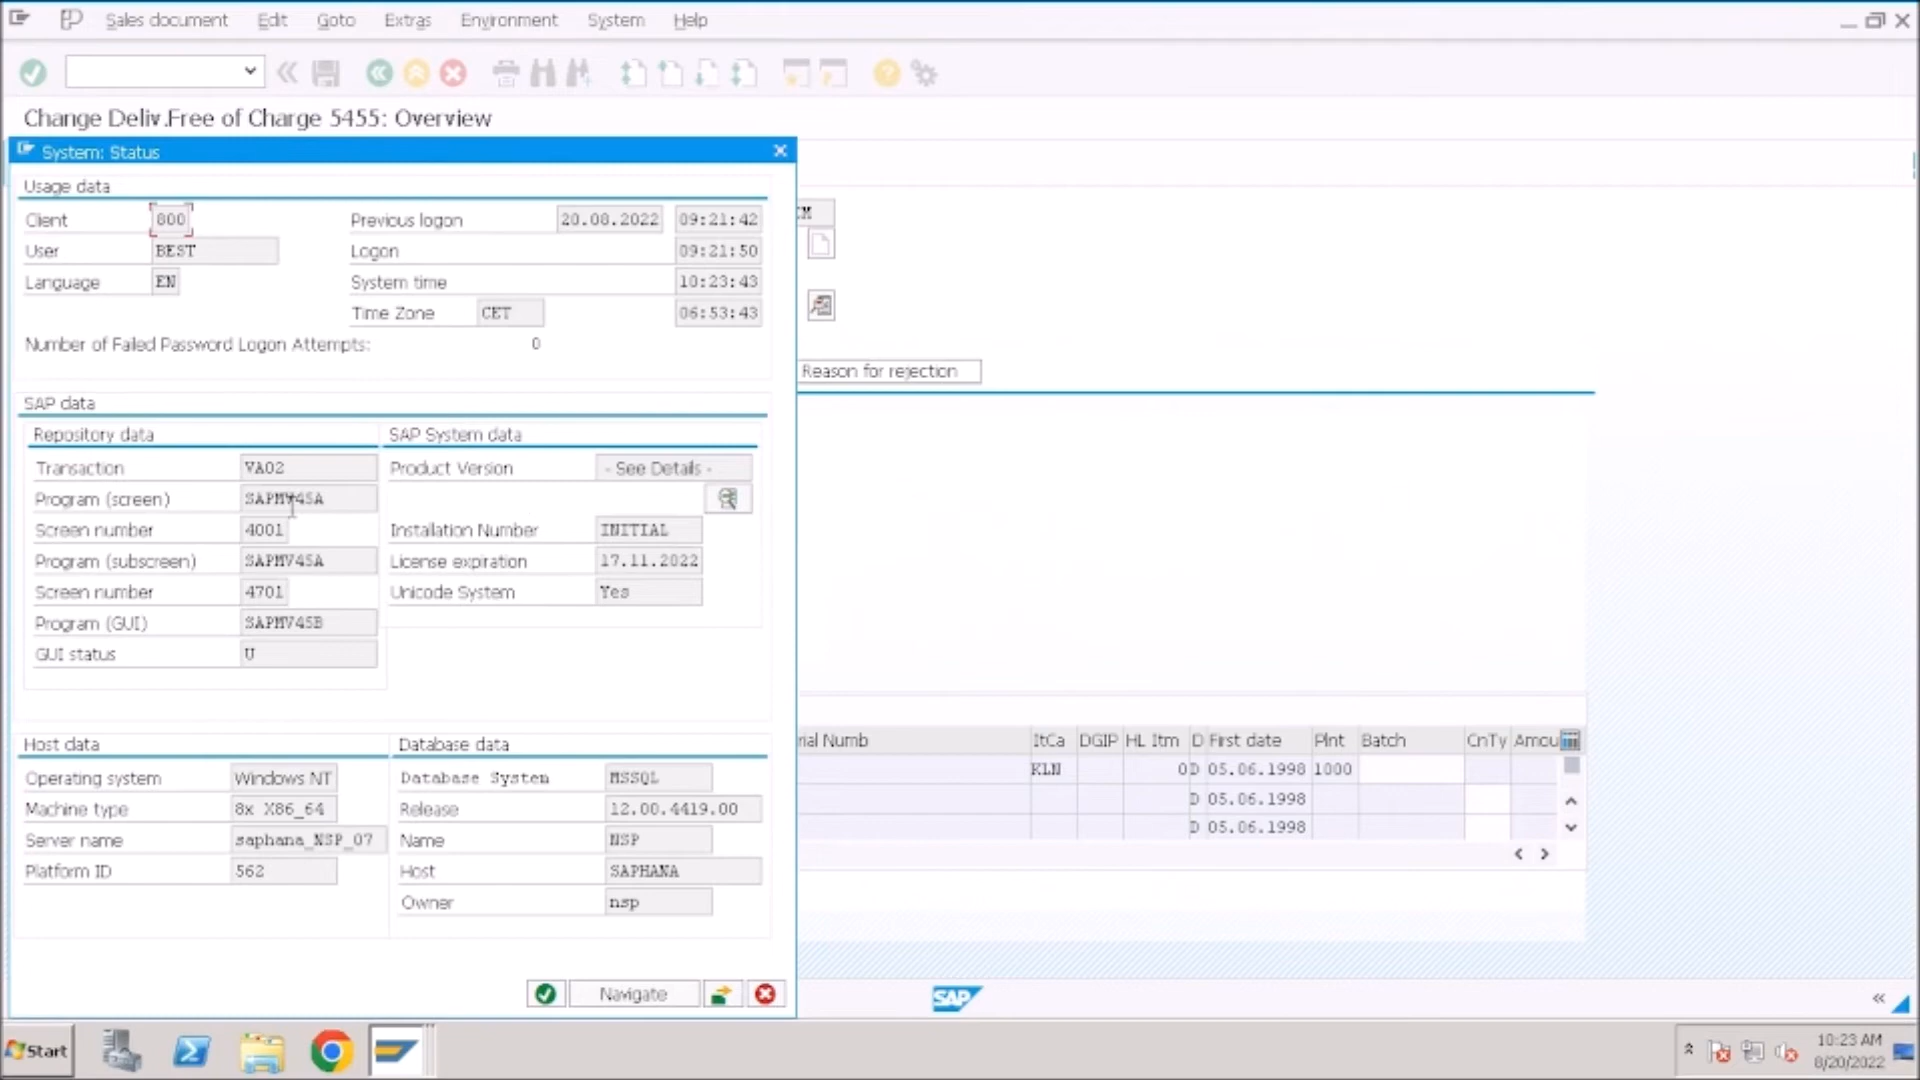 Sales document Edit Goto Extras Environment System Help
Change Deliv.Free of Charge 5455: Overview
System: Status
Usage data
Client 800 Previous logon 20.08.2022 09:21:42
User BEST Logon 09:21:50
Language EN System time 10:23:43
Time Zone CET 06:53:43
Number of Failed Password Logon Attempts: 0
SAP data
Repository data SAP System data
Transaction VA02 Product Version - See Details -
Program (screen) SAPMV45A
Screen number 4001 Installation Number INITIAL
Program (subscreen) SAPMV45A License expiration 17.11.2022
Screen number 4701 Unicode System Yes
Program (GUI) SAPMV45B
GUI status U
Host data Database data
Operating system Windows NT Database System MSSQL
Machine type 8x X86_64 Release 12.00.4419.00
Server name saphana_NSP_07 Name NSP
Platform ID 562 Host SAPHANA
Owner nsp
Navigate
Reason for rejection
rial Numb ItCa DGIP HL Itm D First date Plnt Batch CnTy Amou
KLN 0 D 05.06.1998 1000
D 05.06.1998
D 05.06.1998
SAP
Start
10:23 AM
8/20/2022